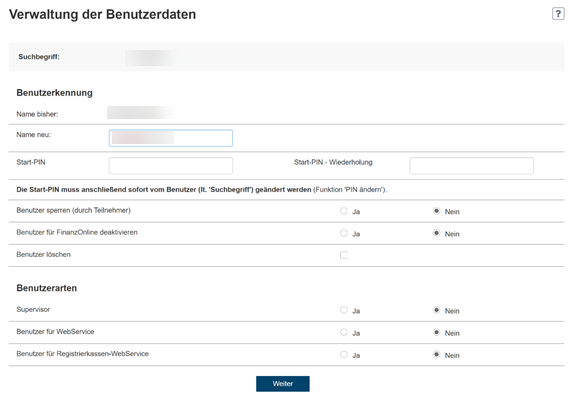 Verwaltung der Benutzerdaten
?
Suchbegriff:
Benutzerkennung
Name bisher:
Name neu:
Start-PIN Start-PIN - Wiederholung
Die Start-PIN muss anschließend sofort vom Benutzer (lt. 'Suchbegriff') geändert werden (Funktion 'PIN ändern').
Benutzer sperren (durch Teilnehmer) Ja Nein
Benutzer für FinanzOnline deaktivieren Ja Nein
Benutzer löschen
Benutzerarten
Supervisor Ja Nein
Benutzer für WebService Ja Nein
Benutzer für Registrierkassen-WebService Ja Nein
Weiter